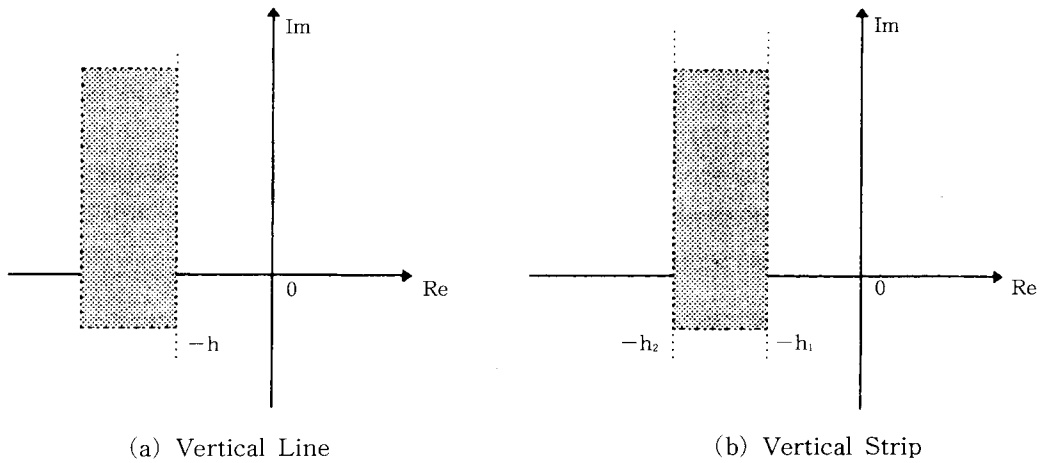 Im
0
Re
−h
(a) Vertical Line
Im
0
Re
−h₂
−h₁
(b) Vertical Strip